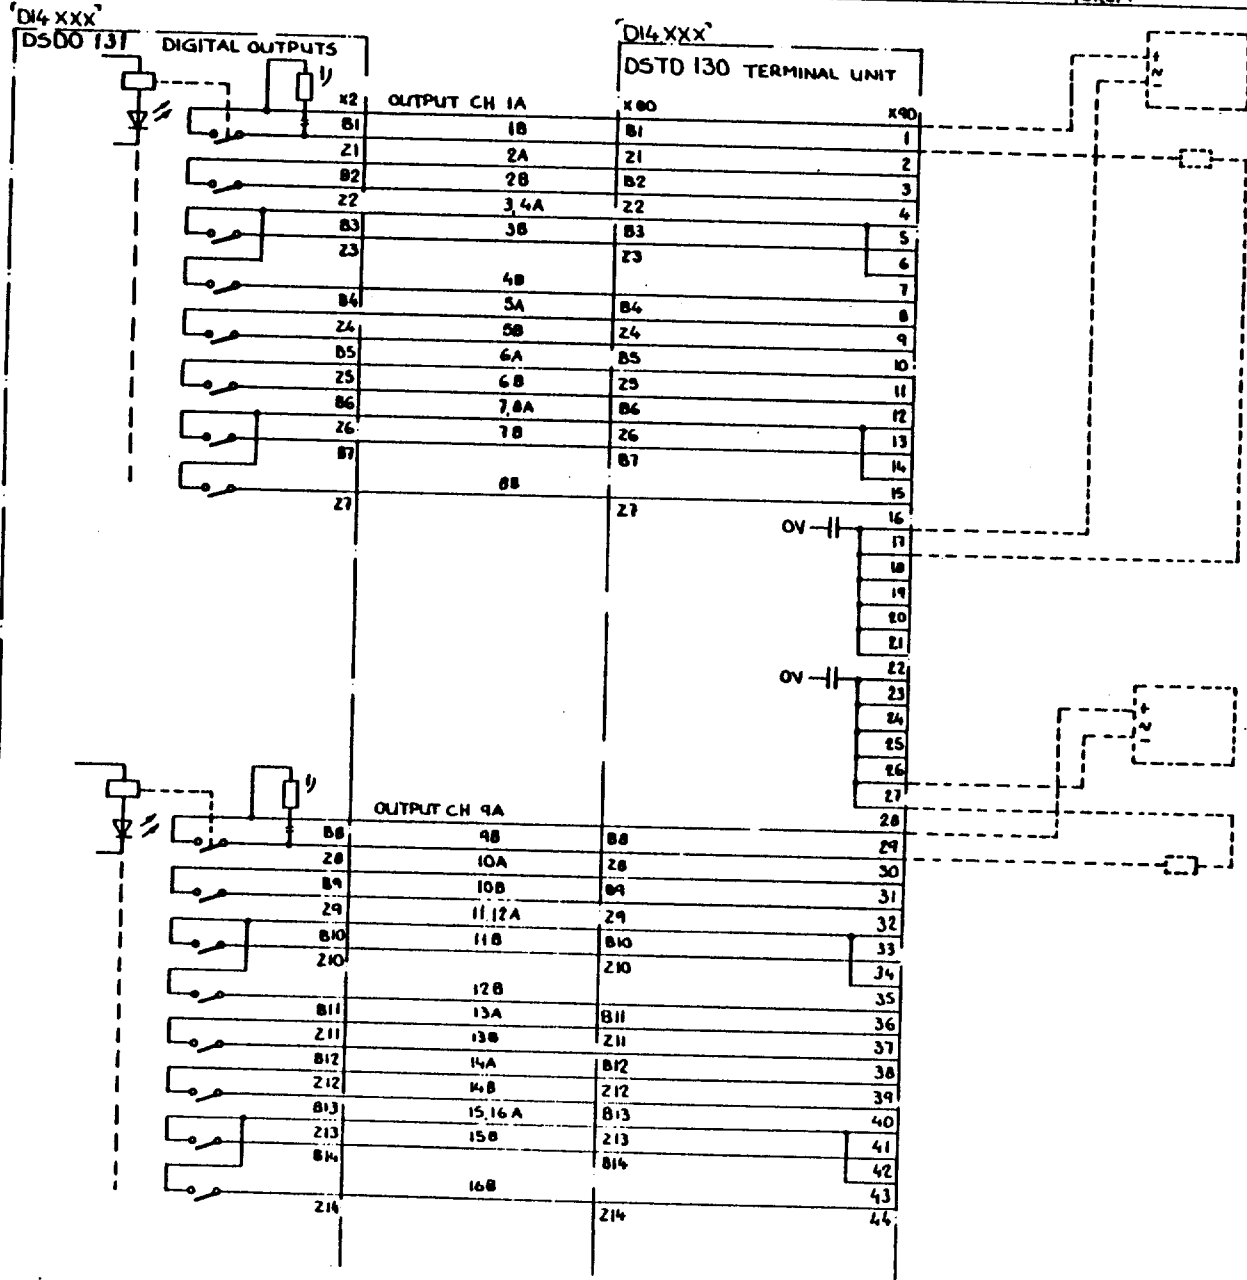 "D14 XXX"
DSDO 131 DIGITAL OUTPUTS
"D14.XXX"
DSTD 130 TERMINAL UNIT
1)
X2 OUTPUT CH 1A X80 X90
B1 1B B1 1
Z1 2A Z1 2
B2 2B B2 3
Z2 3,4A Z2 4
B3 3B B3 5
Z3 Z3 6
4B 7
B4 5A B4 8
Z4 5B Z4 9
B5 6A B5 10
Z5 6B Z5 11
B6 7,8A B6 12
Z6 7B Z6 13
B7 B7 14
8B 15
Z7 Z7 16
0V 17
18
19
20
21
22
0V 23
24
25
26
27
+
~
-
+
~
-
1)
OUTPUT CH 9A 28
B8 9B B8 29
Z8 10A Z8 30
B9 10B B9 31
Z9 11,12A Z9 32
B10 11B B10 33
Z10 Z10 34
12B 35
B11 13A B11 36
Z11 13B Z11 37
B12 14A B12 38
Z12 14B Z12 39
B13 15,16A B13 40
Z13 15B Z13 41
B14 B14 42
16B 43
Z14 Z14 44